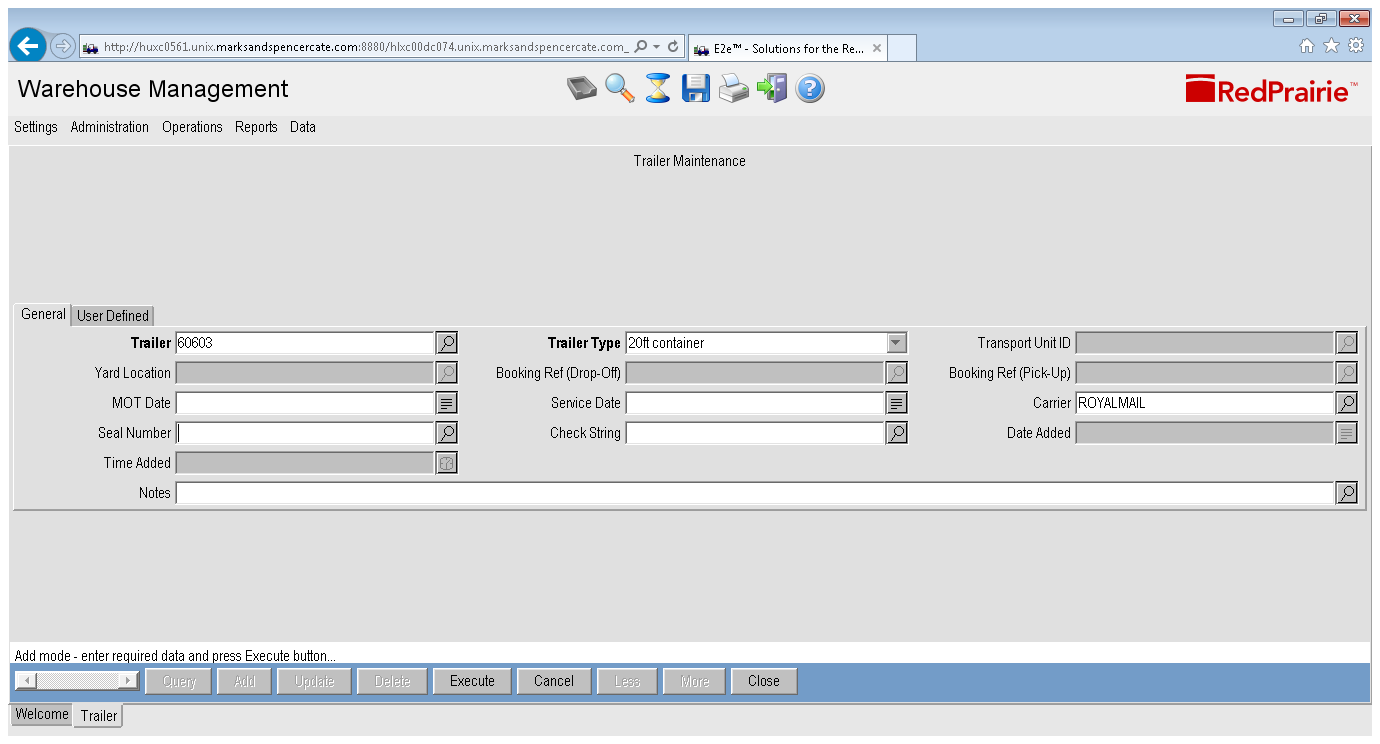 http://huxc0561.unix.marksandspencercate.com:8880/hlxc00dc074.unix.marksandspencercate.com_
E2e™ - Solutions for the Re...
Warehouse Management
RedPrairie™
Settings Administration Operations Reports Data
Trailer Maintenance
General User Defined
Trailer 60603 Trailer Type 20ft container Transport Unit ID
Yard Location Booking Ref (Drop-Off) Booking Ref (Pick-Up)
MOT Date Service Date Carrier ROYALMAIL
Seal Number Check String Date Added
Time Added
Notes
Add mode - enter required data and press Execute button...
Query Add Update Delete Execute Cancel Less More Close
Welcome Trailer